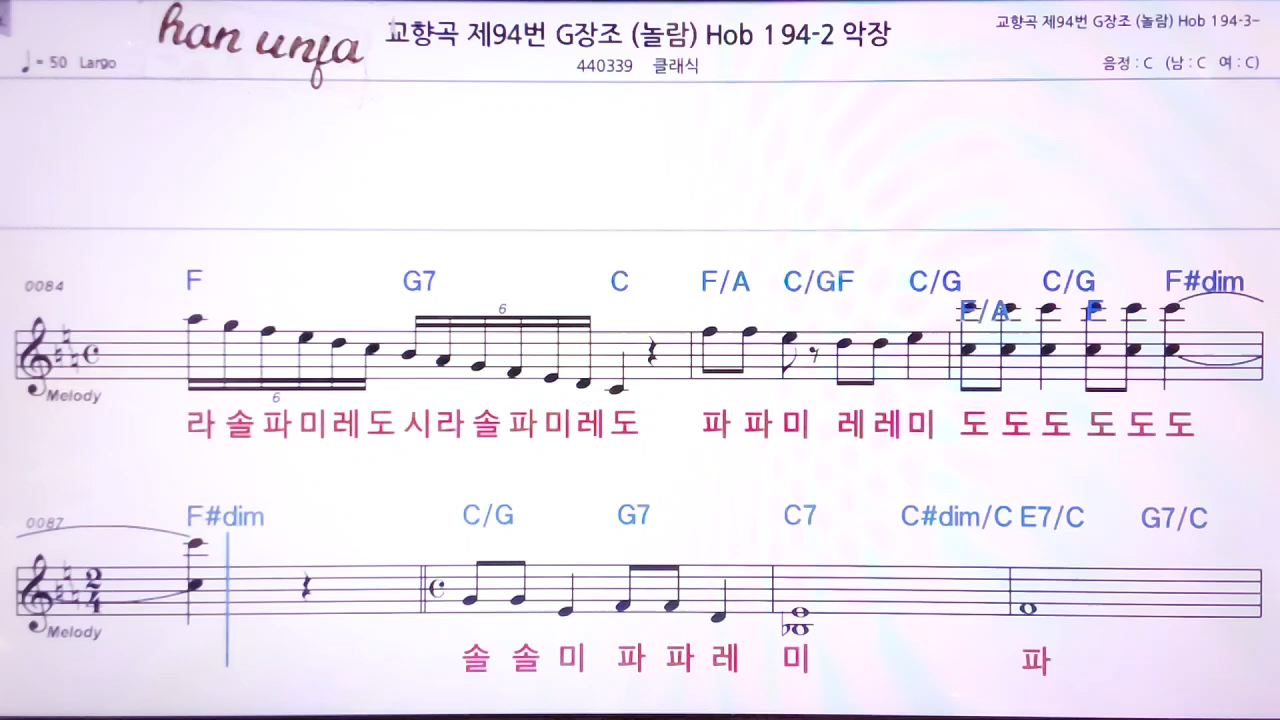 han unfa
교향곡 제94번 G장조 (놀람) Hob 1 94-2 악장
교향곡 제94번 G장조 (놀람) Hob 1 94-3-
♩= 50 Largo
440339 클래식
음정 : C (남 : C 여 : C)
0084 F G7 C F/A C/GF C/G C/G F#dim
F/A F
6
6
Melody
라 솔 파 미 레 도 시 라 솔 파 미 레 도 파 파 미 레 레 미 도 도 도 도 도 도
0087 F#dim C/G G7 C7 C#dim/C E7/C G7/C
2
4
Melody
솔 솔 미 파 파 레 미 파